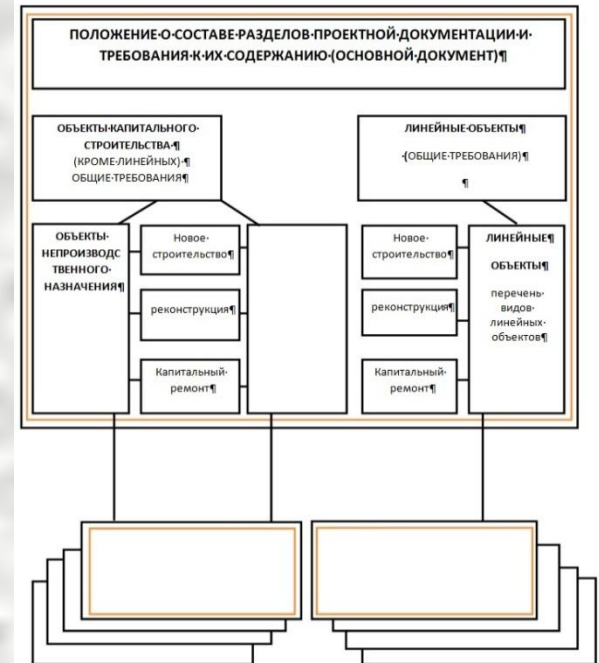 ПОЛОЖЕНИЕ·О·СОСТАВЕ·РАЗДЕЛОВ·ПРОЕКТНОЙ·ДОКУМЕНТАЦИИ·И·
ТРЕБОВАНИЯ·К·ИХ·СОДЕРЖАНИЮ·(ОСНОВНОЙ·ДОКУМЕНТ)¶
ОБЪЕКТЫ·КАПИТАЛЬНОГО·
СТРОИТЕЛЬСТВА·¶
(КРОМЕ·ЛИНЕЙНЫХ)·¶
ОБЩИЕ·ТРЕБОВАНИЯ¶
ЛИНЕЙНЫЕ·ОБЪЕКТЫ¶
·(ОБЩИЕ·ТРЕБОВАНИЯ)¶
¶
ОБЪЕКТЫ·
НЕПРОИЗВОДС
ТВЕННОГО·
НАЗНАЧЕНИЯ¶
Новое·
строительство¶
реконструкция¶
Капитальный·
ремонт¶
Новое·
строительство¶
реконструкция¶
Капитальный·
ремонт¶
ЛИНЕЙНЫЕ¶
ОБЪЕКТЫ¶
перечень·
видов·
линейных·
объектов¶